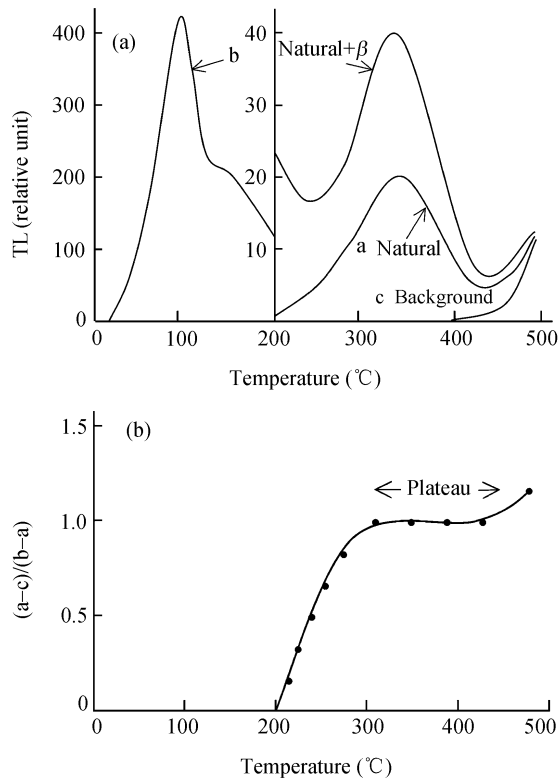 (a)
TL (relative unit)
400
300
200
100
0
40
30
20
10
b
Natural+β
a
Natural
c Background
0
100
200
300
400
500
Temperature (℃)
(b)
(a−c)/(b−a)
1.5
1.0
0.5
0
Plateau
0
100
200
300
400
500
Temperature (℃)